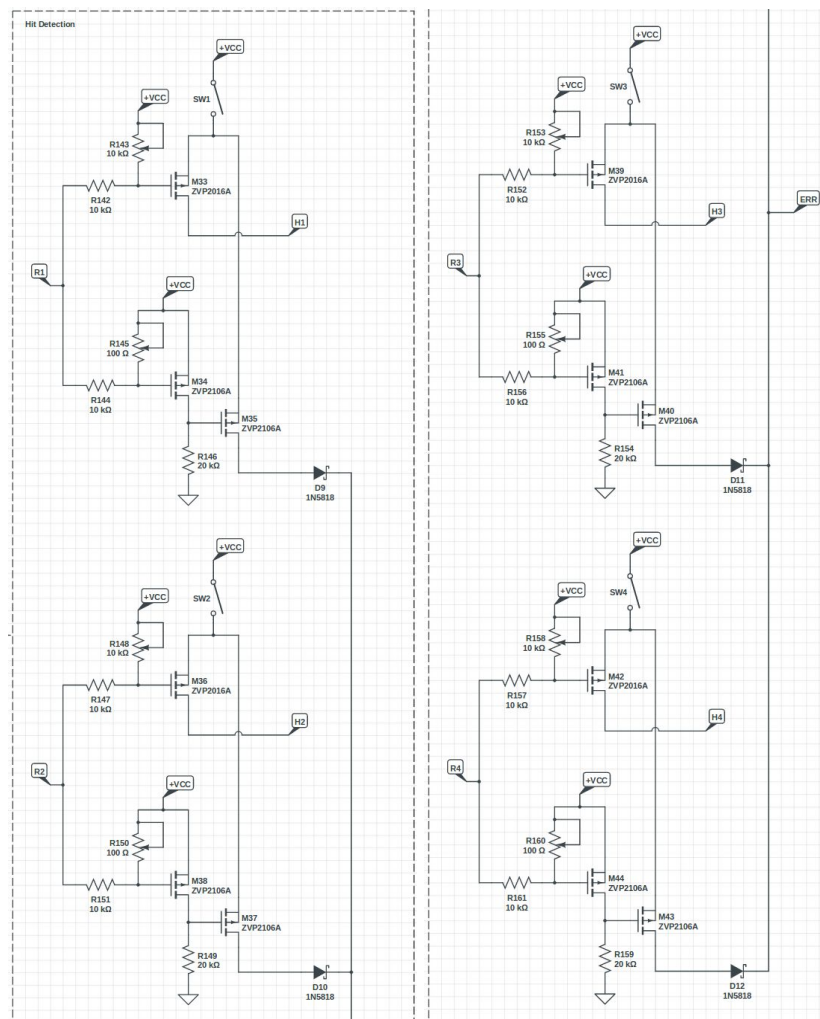 Hit Detection
+VCC
SW1
+VCC
R143
10 kΩ
M33
ZVP2016A
R142
10 kΩ
H1
R1
+VCC
R145
100 Ω
M34
ZVP2106A
R144
10 kΩ
M35
ZVP2106A
R146
20 kΩ
D9
1N5818
+VCC
SW2
+VCC
R148
10 kΩ
M36
ZVP2016A
R147
10 kΩ
H2
R2
+VCC
R150
100 Ω
M38
ZVP2106A
R151
10 kΩ
M37
ZVP2106A
R149
20 kΩ
D10
1N5818
+VCC
SW3
+VCC
R153
10 kΩ
M39
ZVP2016A
R152
10 kΩ
H3
ERR
R3
+VCC
R155
100 Ω
M41
ZVP2106A
R156
10 kΩ
M40
ZVP2106A
R154
20 kΩ
D11
1N5818
+VCC
SW4
+VCC
R158
10 kΩ
M42
ZVP2016A
R157
10 kΩ
H4
R4
+VCC
R160
100 Ω
M44
ZVP2106A
R161
10 kΩ
M43
ZVP2106A
R159
20 kΩ
D12
1N5818